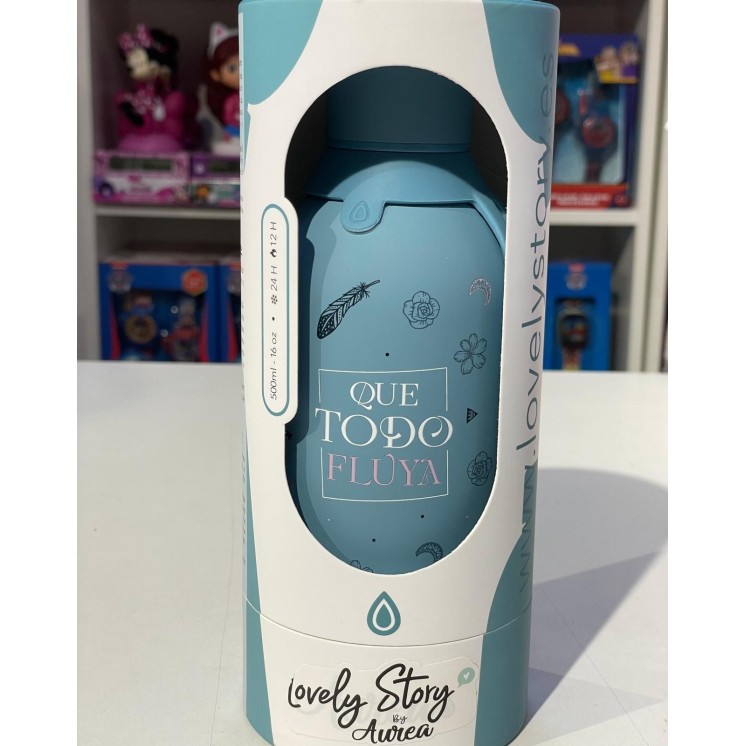 500ml - 16 oz • 24 H 12 H
QUE
TODO
FLUYA
www.lovelystory.es
Lovely Story
By
Aurea